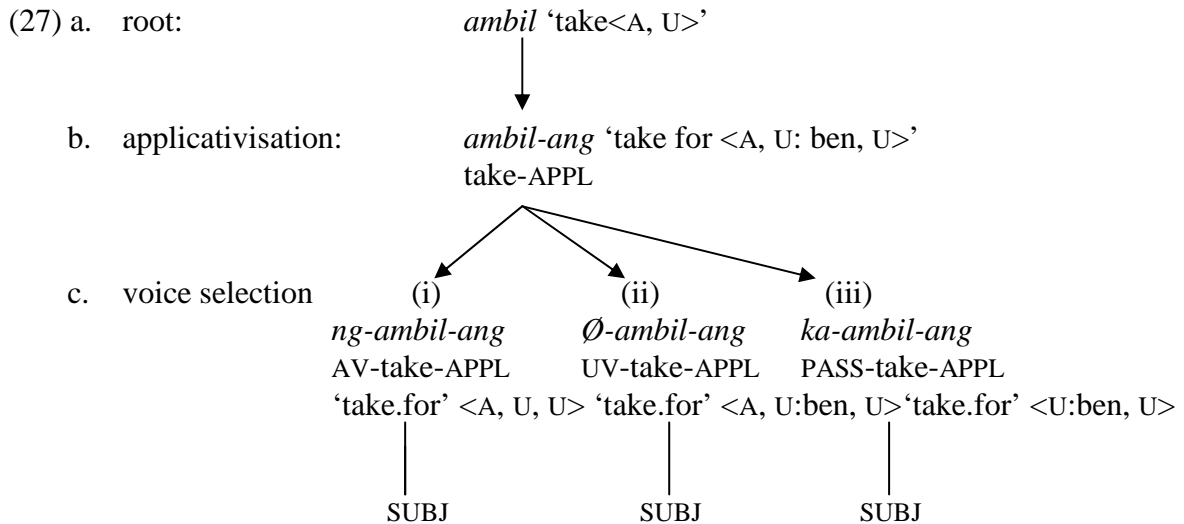 (27) a. root: ambil ‘take<A, U>’
b. applicativisation: ambil-ang ‘take for <A, U: ben, U>’
take-APPL
c. voice selection (i) (ii) (iii)
ng-ambil-ang Ø-ambil-ang ka-ambil-ang
AV-take-APPL UV-take-APPL PASS-take-APPL
‘take.for’ <A, U, U> ‘take.for’ <A, U:ben, U>‘take.for’ <U:ben, U>
SUBJ SUBJ SUBJ